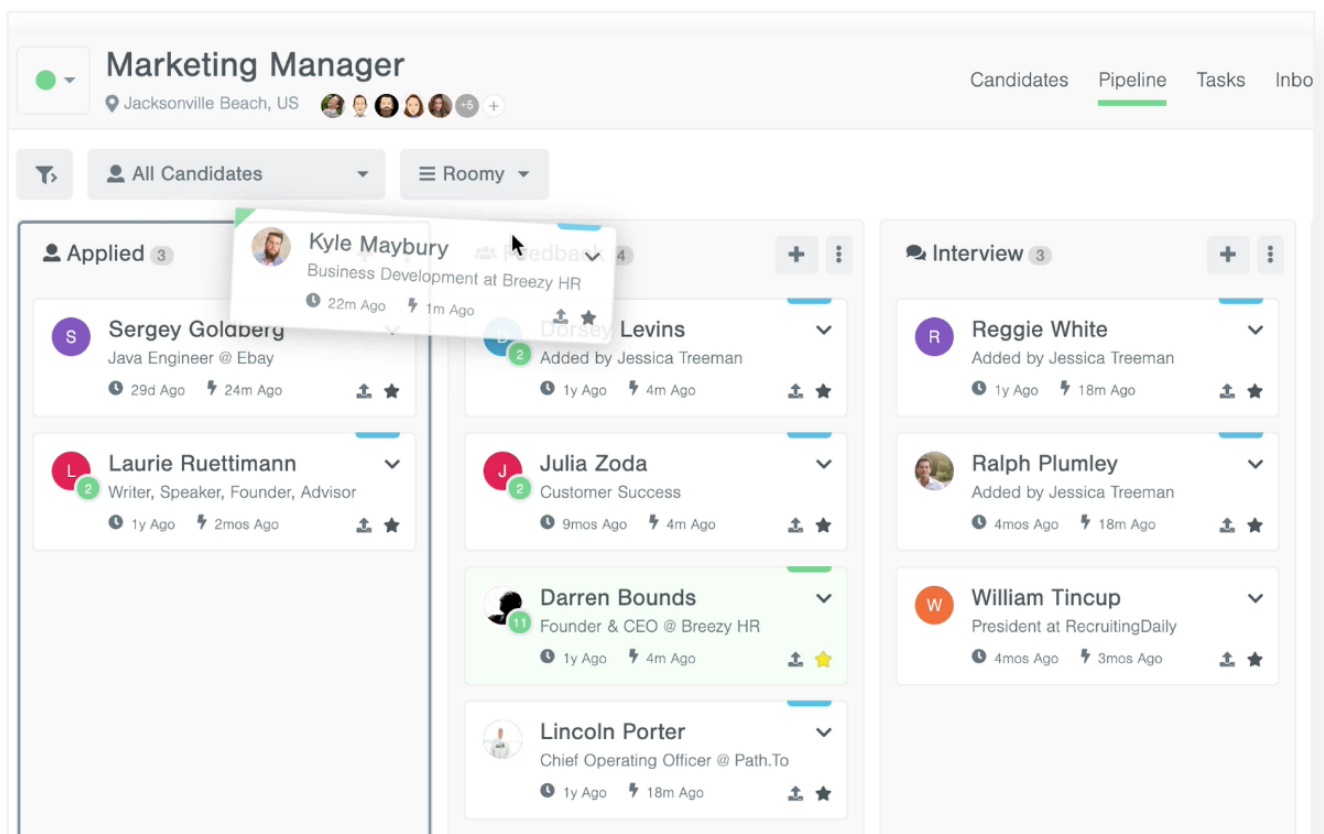 Marketing Manager
Jacksonville Beach, US
+5
Candidates Pipeline Tasks Inbo
All Candidates
Roomy
Applied 3
Kyle Maybury
Business Development at Breezy HR
22m Ago 1m Ago
S
Sergey Goldberg
Java Engineer @ Ebay
29d Ago 24m Ago
L
2
Laurie Ruettimann
Writer, Speaker, Founder, Advisor
1y Ago 2mos Ago
Feedback 4
D
2
Dorsey Levins
Added by Jessica Treeman
1y Ago 4m Ago
J
2
Julia Zoda
Customer Success
9mos Ago 4m Ago
11
Darren Bounds
Founder & CEO @ Breezy HR
1y Ago 4m Ago
Lincoln Porter
Chief Operating Officer @ Path.To
1y Ago 18m Ago
Interview 3
R
Reggie White
Added by Jessica Treeman
1y Ago 18m Ago
Ralph Plumley
Added by Jessica Treeman
4mos Ago 18m Ago
W
William Tincup
President at RecruitingDaily
4mos Ago 3mos Ago